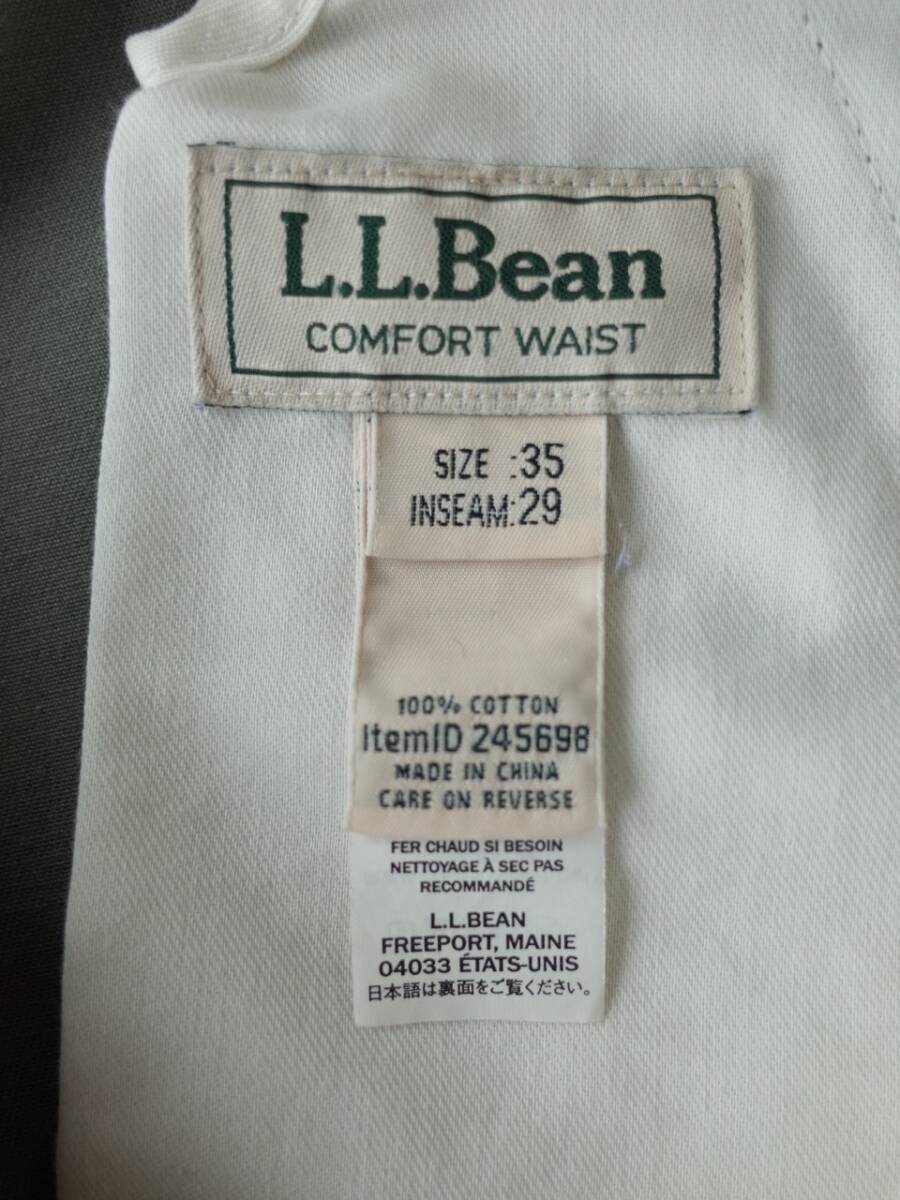 L.L.Bean
COMFORT WAIST
SIZE :35
INSEAM:29
100% COTTON
ItemID 245698
MADE IN CHINA
CARE ON REVERSE
FER CHAUD SI BESOIN
NETTOYAGE À SEC PAS
RECOMMANDÉ
L.L.BEAN
FREEPORT, MAINE
04033 ÉTATS-UNIS
日本語は裏面をご覧ください。